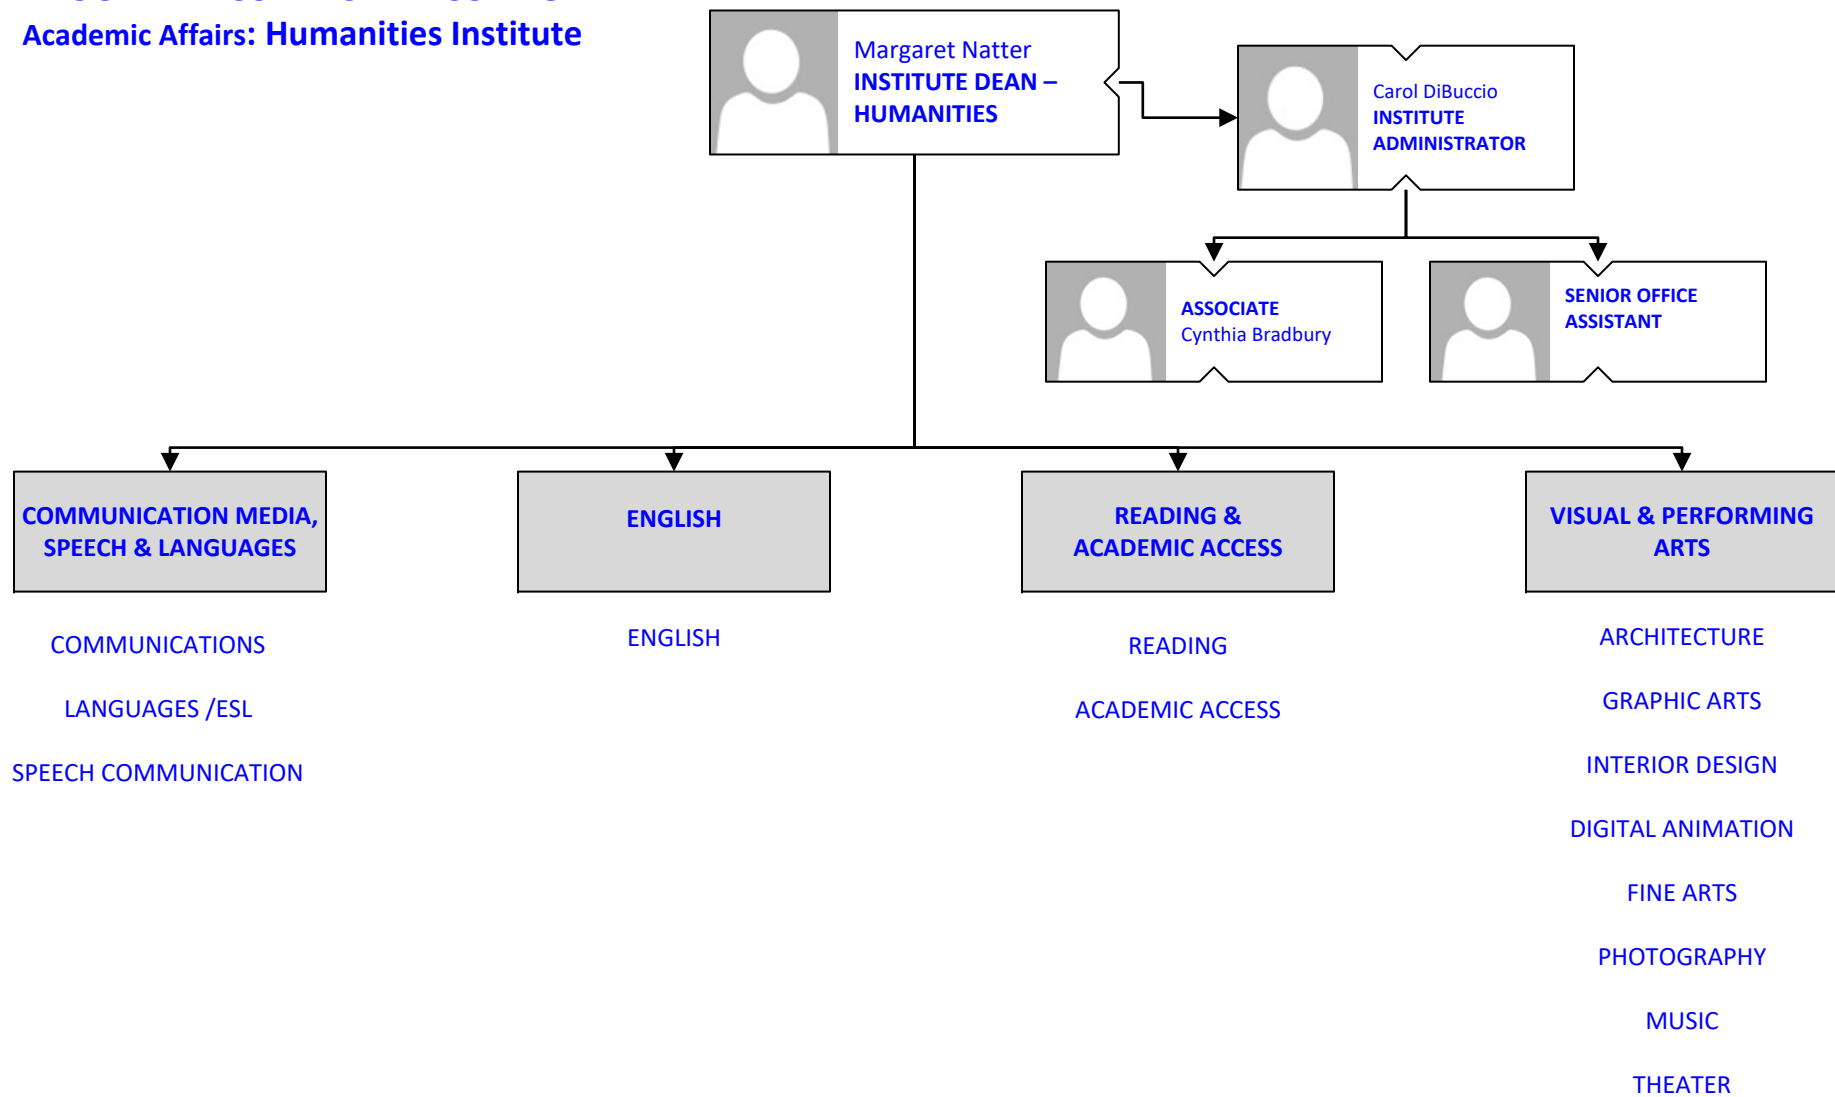 Academic Affairs: Humanities Institute
Margaret Natter
INSTITUTE DEAN –
HUMANITIES
Carol DiBuccio
INSTITUTE
ADMINISTRATOR
ASSOCIATE
Cynthia Bradbury
SENIOR OFFICE
ASSISTANT
COMMUNICATION MEDIA,
SPEECH & LANGUAGES
COMMUNICATIONS
LANGUAGES /ESL
SPEECH COMMUNICATION
ENGLISH
ENGLISH
READING &
ACADEMIC ACCESS
READING
ACADEMIC ACCESS
VISUAL & PERFORMING
ARTS
ARCHITECTURE
GRAPHIC ARTS
INTERIOR DESIGN
DIGITAL ANIMATION
FINE ARTS
PHOTOGRAPHY
MUSIC
THEATER